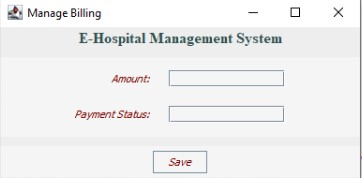 Manage Billing
E-Hospital Management System
Amount:
Payment Status:
Save